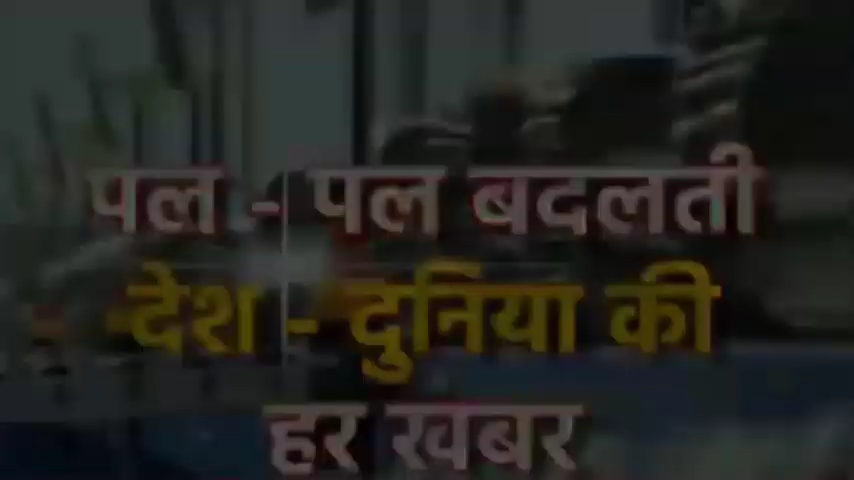 पल - पल बदलती
- -देश - दुनिया की
हर खबर